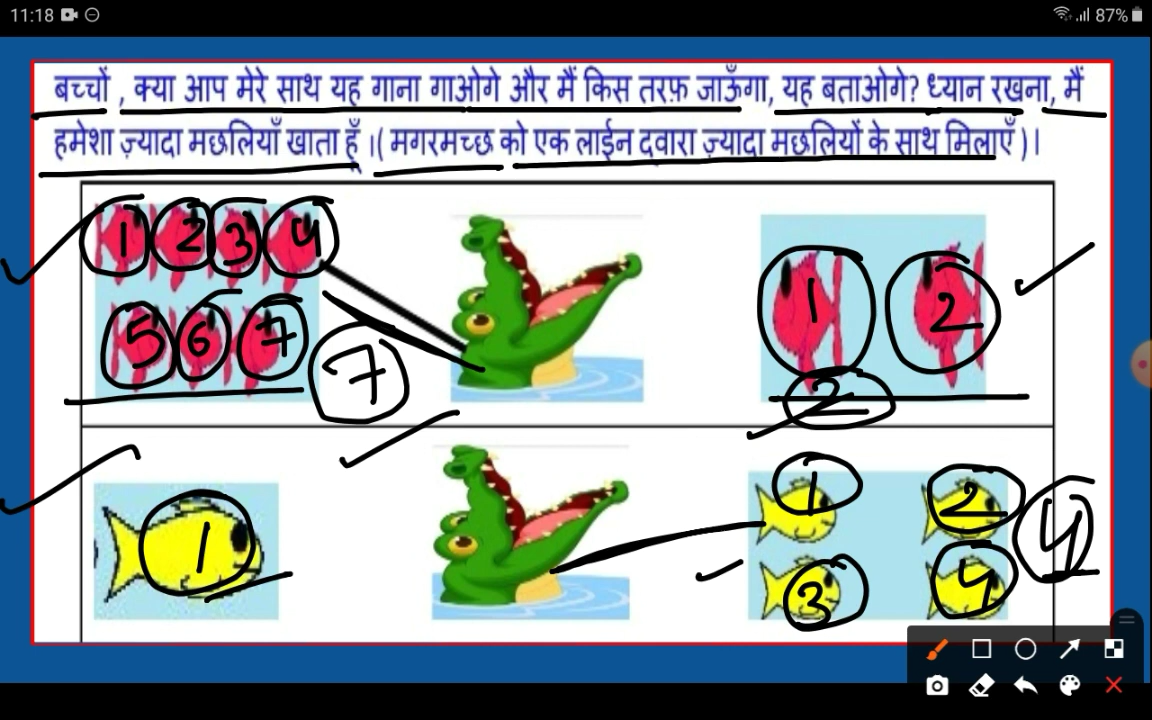 11:18
87%
बच्चों , क्या आप मेरे साथ यह गाना गाओगे और मैं किस तरफ़ जाऊँगा, यह बताओगे? ध्यान रखना, मैं
हमेशा ज़्यादा मछलियाँ खाता हूँ ।( मगरमच्छ को एक लाईन दवारा ज़्यादा मछलियों के साथ मिलाएँ )।
1 2 3 4
1 2
5 6 7
7
2
1
1 2
4
3 4